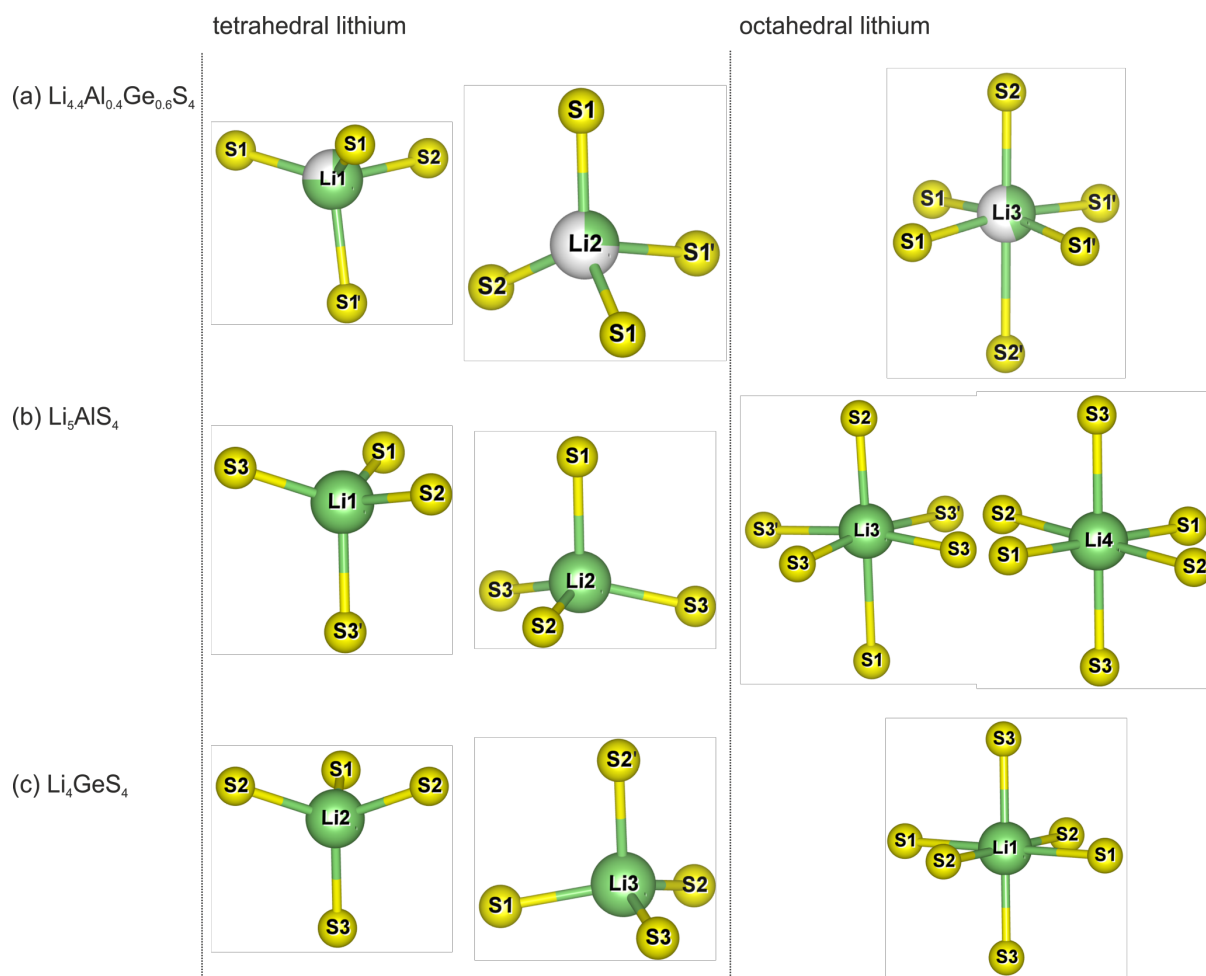 tetrahedral lithium
octahedral lithium
(a) Li4.4Al0.4Ge0.6S4
S1
S1
S2
Li1
S1'
S1
Li2
S1'
S2
S1
S2
S1
S1'
Li3
S1
S1'
S2'
(b) Li5AlS4
S3
S1
S2
Li1
S3'
S1
Li2
S3
S3
S2
S2
S3'
S3'
Li3
S3
S3
S1
S3
S2
S1
Li4
S1
S2
S3
(c) Li4GeS4
S2
S1
S2
Li2
S3
S2'
Li3
S2
S1
S3
S3
S1
S2
Li1
S2
S1
S3